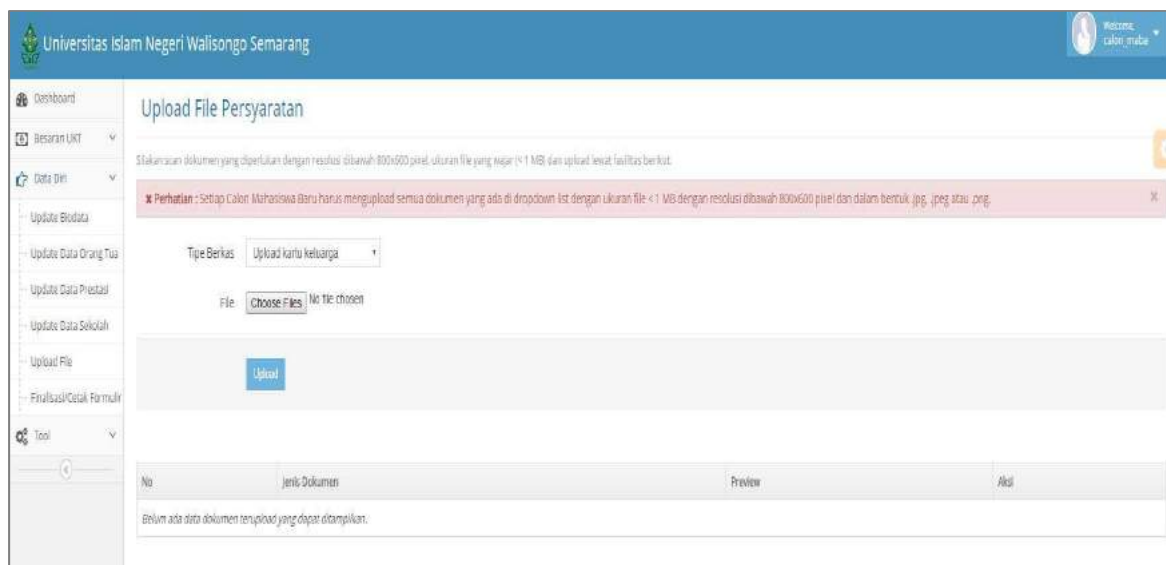 Universitas Islam Negeri Walisongo Semarang
Welcome,
calon_maba
Dashboard
Besaran UKT
Data Diri
Update Biodata
Update Data Orang Tua
Update Data Prestasi
Update Data Sekolah
Upload File
Finalisasi/Cetak Formulir
Tool
Upload File Persyaratan
Silakan scan dokumen yang diperlukan dengan resolusi dibawah 800x600 pixel, ukuran file yang wajar (< 1 MB) dan upload lewat fasilitas berikut.
✖ Perhatian : Setiap Calon Mahasiswa Baru harus mengupload semua dokumen yang ada di dropdown list dengan ukuran file < 1 MB dengan resolusi dibawah 800x600 pixel dan dalam bentuk .jpg, .jpeg atau .png.
Tipe Berkas Upload kartu keluarga
File Choose Files No file chosen
Upload
No Jenis Dokumen Preview Aksi
Belum ada data dokumen terupload yang dapat ditampilkan.